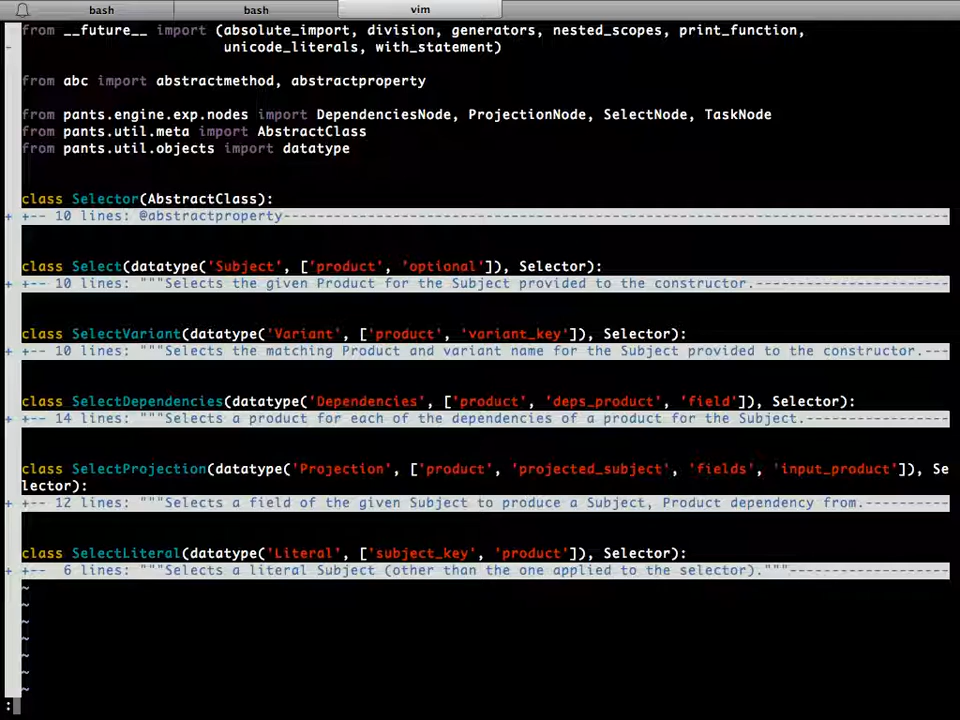 bash bash vim
from __future__ import (absolute_import, division, generators, nested_scopes, print_function,
- unicode_literals, with_statement)
from abc import abstractmethod, abstractproperty
from pants.engine.exp.nodes import DependenciesNode, ProjectionNode, SelectNode, TaskNode
from pants.util.meta import AbstractClass
from pants.util.objects import datatype
class Selector(AbstractClass):
+ +-- 10 lines: @abstractproperty-----------------------------------------------------------------------------
class Select(datatype('Subject', ['product', 'optional']), Selector):
+ +-- 10 lines: """Selects the given Product for the Subject provided to the constructor.-----------------------
class SelectVariant(datatype('Variant', ['product', 'variant_key']), Selector):
+ +-- 10 lines: """Selects the matching Product and variant name for the Subject provided to the constructor.---
class SelectDependencies(datatype('Dependencies', ['product', 'deps_product', 'field']), Selector):
+ +-- 14 lines: """Selects a product for each of the dependencies of a product for the Subject.-----------------
class SelectProjection(datatype('Projection', ['product', 'projected_subject', 'fields', 'input_product']), Se
lector):
+ +-- 12 lines: """Selects a field of the given Subject to produce a Subject, Product dependency from.----------
class SelectLiteral(datatype('Literal', ['subject_key', 'product']), Selector):
+ +-- 6 lines: """Selects a literal Subject (other than the one applied to the selector)."""-------------------
~
~
~
~
~
~
~
: